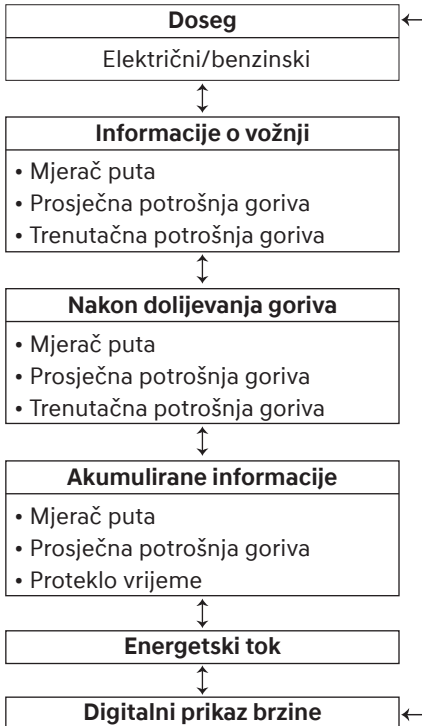 Doseg
Električni/benzinski
Informacije o vožnji
• Mjerač puta
• Prosječna potrošnja goriva
• Trenutačna potrošnja goriva
Nakon dolijevanja goriva
• Mjerač puta
• Prosječna potrošnja goriva
• Trenutačna potrošnja goriva
Akumulirane informacije
• Mjerač puta
• Prosječna potrošnja goriva
• Proteklo vrijeme
Energetski tok
Digitalni prikaz brzine